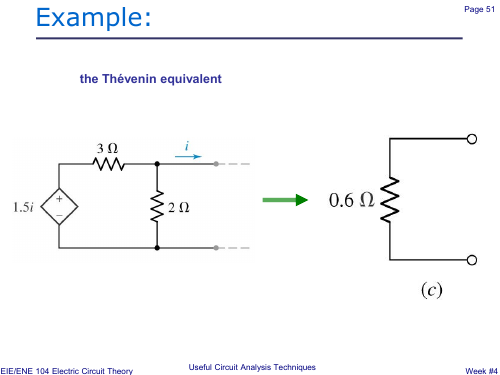 Example:
Page 51
the Thévenin equivalent
3 Ω
i
1.5i
+
−
2 Ω
0.6 Ω
(c)
EIE/ENE 104 Electric Circuit Theory
Useful Circuit Analysis Techniques
Week #4